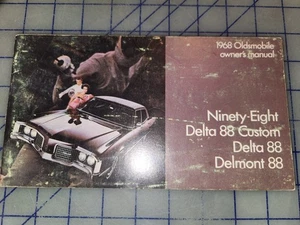 1968 Oldsmobile
owner's manual
Ninety-Eight
Delta 88 Custom
Delta 88
Delmont 88